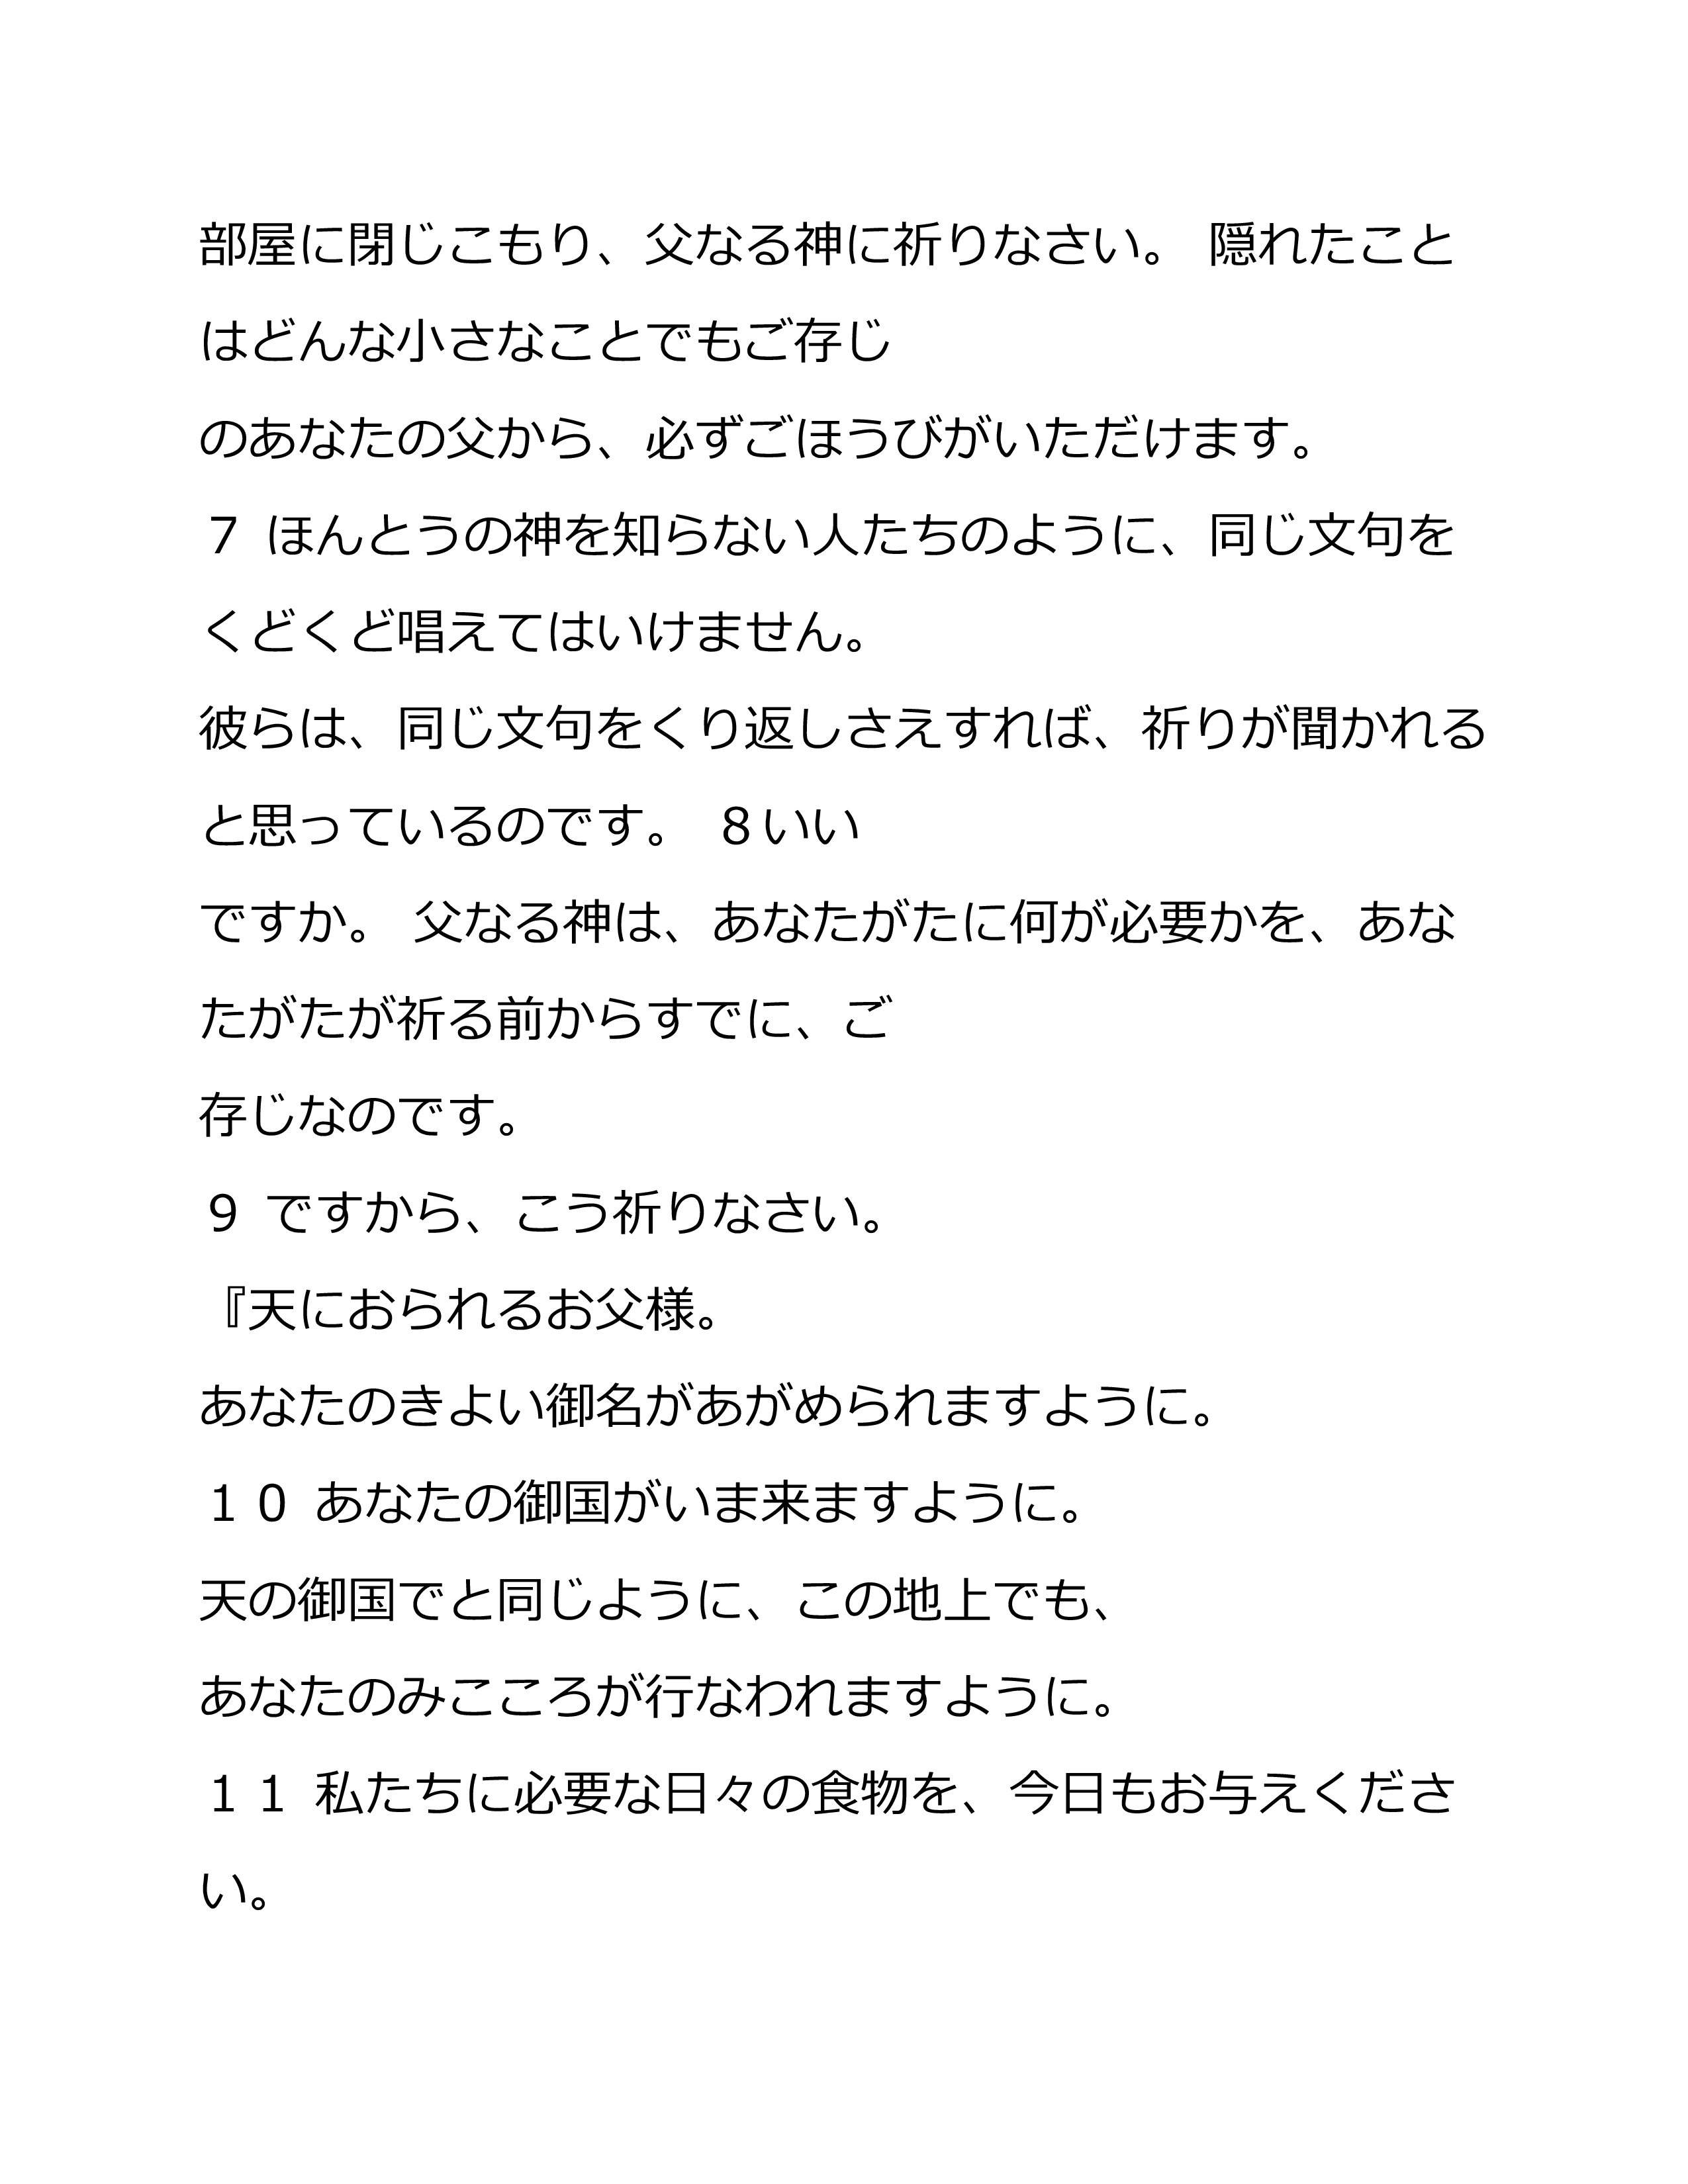 部屋に閉じこもり、父なる神に祈りなさい。 隠れたこと
はどんな小さなことでもご存じ
のあなたの父から、必ずごほうびがいただけます。
７ ほんとうの神を知らない人たちのように、同じ文句を
くどくど唱えてはいけません。
彼らは、同じ文句をくり返しさえすれば、祈りが聞かれる
と思っているのです。 ８いい
ですか。 父なる神は、あなたがたに何が必要かを、あな
たがたが祈る前からすでに、ご
存じなのです。
９ ですから、こう祈りなさい。
『天におられるお父様。
あなたのきよい御名があがめられますように。
１０ あなたの御国がいま来ますように。
天の御国でと同じように、この地上でも、
あなたのみこころが行なわれますように。
１１ 私たちに必要な日々の食物を、今日もお与えくださ
い。